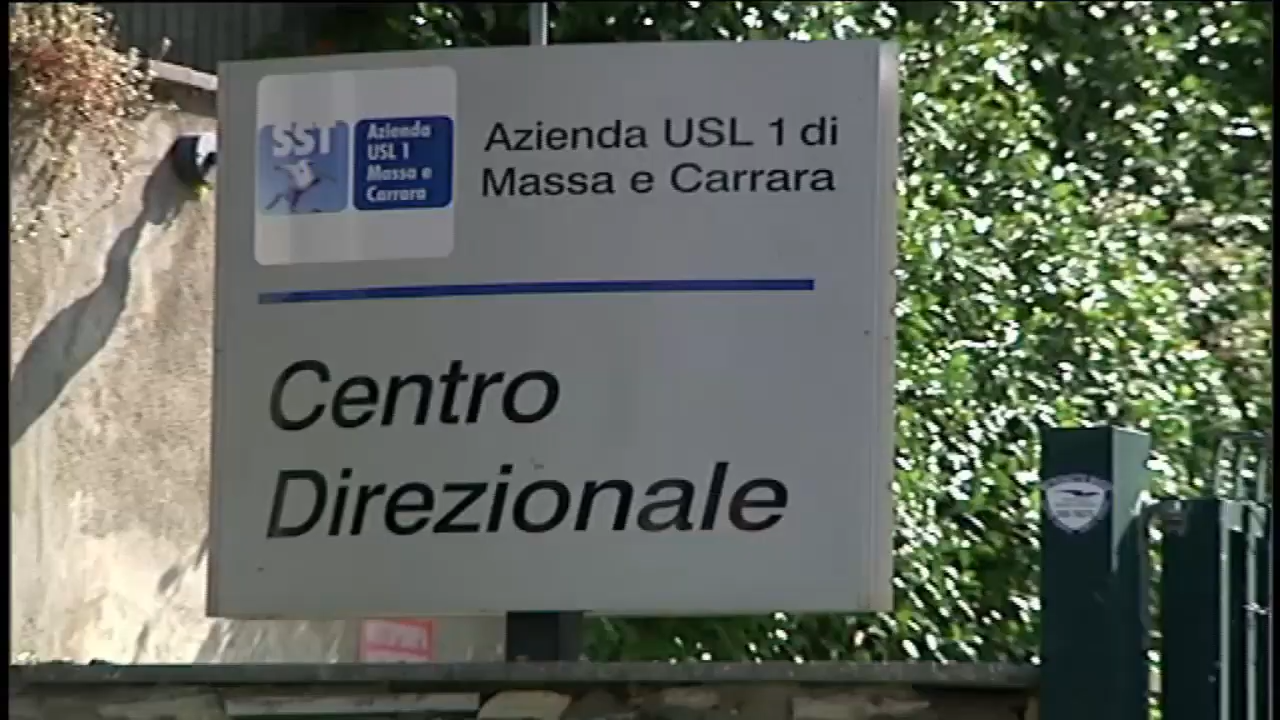 SST
Azienda
USL 1
Massa e
Carrara
Azienda USL 1 di
Massa e Carrara
Centro
Direzionale